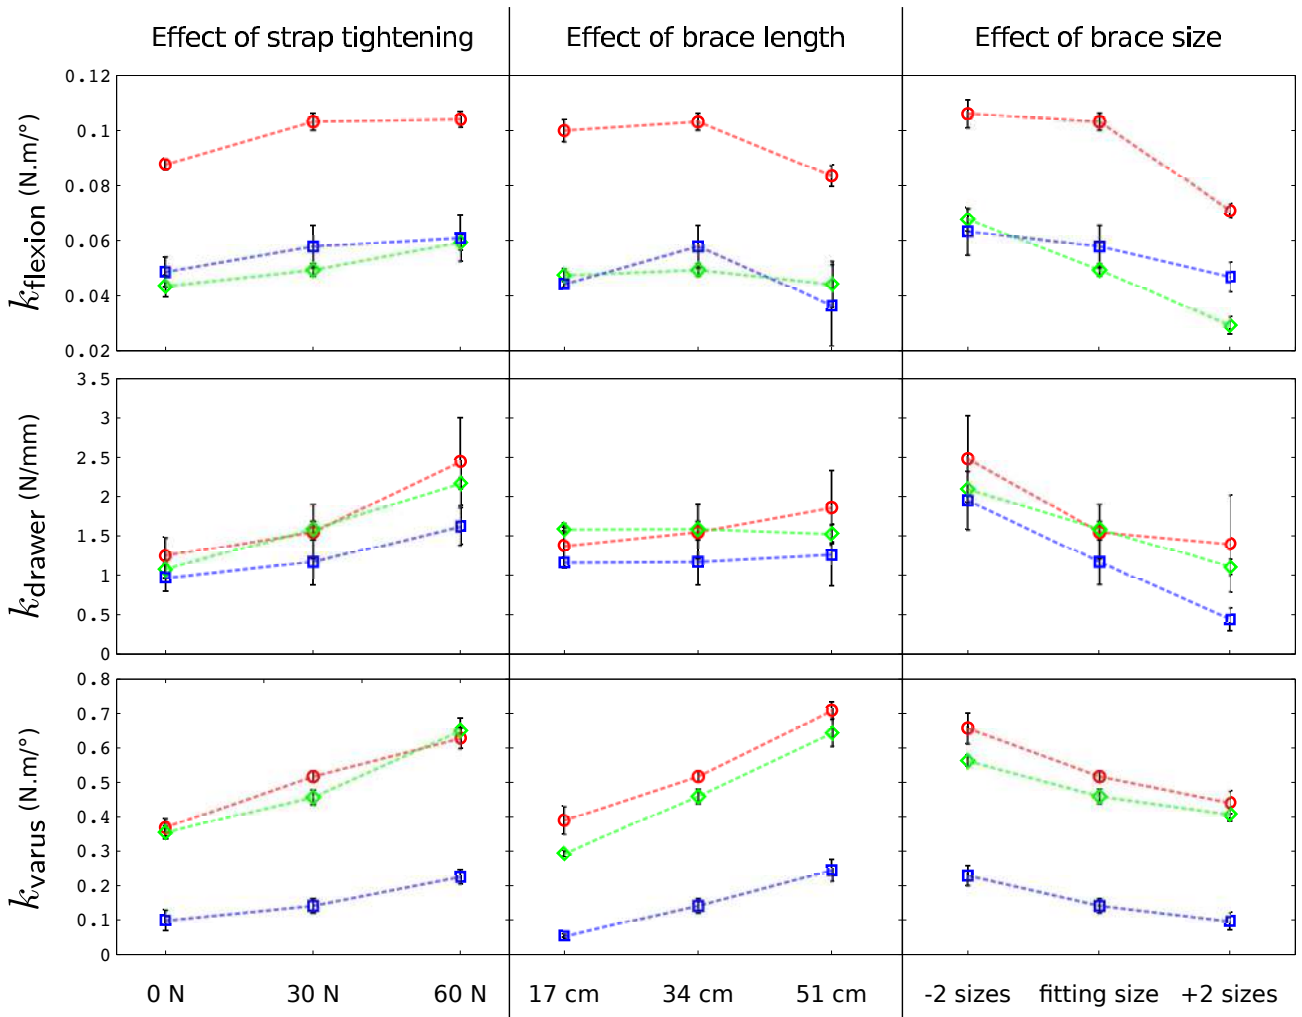 Effect of strap tightening
Effect of brace length
Effect of brace size
kflexion (N.m/°)
0.12
0.1
0.08
0.06
0.04
0.02
kdrawer (N/mm)
3.5
3
2.5
2
1.5
1
0.5
0
kvarus (N.m/°)
0.8
0.7
0.6
0.5
0.4
0.3
0.2
0.1
0
0 N
30 N
60 N
17 cm
34 cm
51 cm
-2 sizes
fitting size
+2 sizes